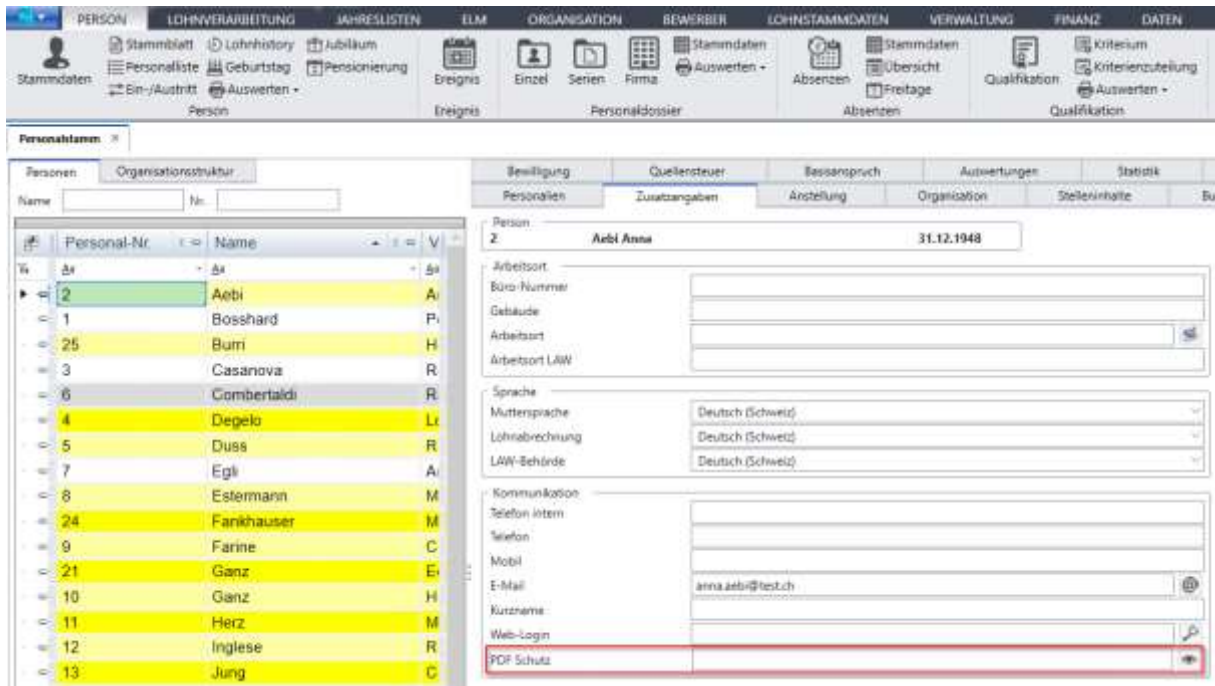 PERSON LOHNVERARBEITUNG JAHRESLISTEN ELM ORGANISATION BEWERBER LOHNSTAMMDATEN VERWALTUNG FINANZ DATEN
Stammblatt Lohnhistory Jubiläum Stammdaten Stammdaten Kriterium
Personalliste Geburtstag Pensionierung Auswerten Übersicht Kriterienzuteilung
Stammdaten Ein-/Austritt Auswerten Ereignis Einzel Serien Firma Absenzen Freitage Qualifikation Auswerten
Person Ereignis Personaldossier Absenzen Qualifikation
Personalstamm
Personen Organisationsstruktur
Name Nr.
Personal-Nr. Name V
2 Aebi A
1 Bosshard P
25 Burri H
3 Casanova R
6 Combertaldi R
4 Degelo L
5 Duss R
7 Egli A
8 Estermann M
24 Fankhauser M
9 Farine C
21 Ganz E
10 Ganz H
11 Herz M
12 Inglese R
13 Jung C
Bewilligung Quellensteuer Basisanspruch Auswertungen Statistik
Personalien Zusatzangaben Anstellung Organisation Stelleninhalte Bu
Person
2 Aebi Anna 31.12.1948
Arbeitsort
Büro-Nummer
Gebäude
Arbeitsort
Arbeitsort LAW
Sprache
Muttersprache Deutsch (Schweiz)
Lohnabrechnung Deutsch (Schweiz)
LAW-Behörde Deutsch (Schweiz)
Kommunikation
Telefon intern
Telefon
Mobil
E-Mail anna.aebi@test.ch
Kurzname
Web-Login
PDF Schutz